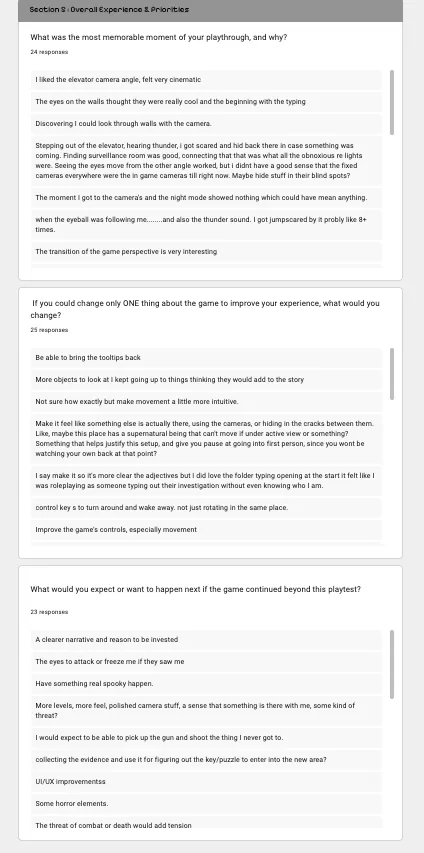 Section 5: Overall Experience & Priorities
What was the most memorable moment of your playthrough, and why?
24 responses
I liked the elevator camera angle, felt very cinematic
The eyes on the walls thought they were really cool and the beginning with the typing
Discovering I could look through walls with the camera.
Stepping out of the elevator, hearing thunder, i got scared and hid back there in case something was
coming. Finding surveillance room was good, connecting that that was what all the obnoxious re-lights
were. Seeing the eyes move from the other angle worked, but i didnt have a good sense that the fixed
cameras everywhere were the in game cameras till right now. Maybe hide stuff in their blind spots?
The moment I got to the camera's and the night mode showed nothing which could have mean anything.
when the eyeball was following me........and also the thunder sound. I got jumpscared by it probly like 8+
times.
The transition of the game perspective is very interesting
If you could change only ONE thing about the game to improve your experience, what would you
change?
25 responses
Be able to bring the tooltips back
More objects to look at I kept going up to things thinking they would add to the story
Not sure how exactly but make movement a little more intuitive.
Make it feel like something else is actually there, using the cameras, or hiding in the cracks between them.
Like, maybe this place has a supernatural being that can't move if under active view or something?
Something that helps justify this setup, and give you pause at going into first person, since you wont be
watching your own back at that point?
I say make it so it's more clear the adjectives but I did love the folder typing opening at the start it felt like I
was roleplaying as someone typing out their investigation without even knowing who I am.
control key s to turn around and wake away. not just rotating in the same place.
Improve the game's controls, especially movement
What would you expect or want to happen next if the game continued beyond this playtest?
23 responses
A clearer narrative and reason to be invested
The eyes to attack or freeze me if they saw me
Have something real spooky happen.
More levels, more feel, polished camera stuff, a sense that something is there with me, some kind of
threat?
I would expect to be able to pick up the gun and shoot the thing I never got to.
collecting the evidence and use it for figuring out the key/puzzle to enter into the new area?
UI/UX improvementss
Some horror elements.
The threat of combat or death would add tension